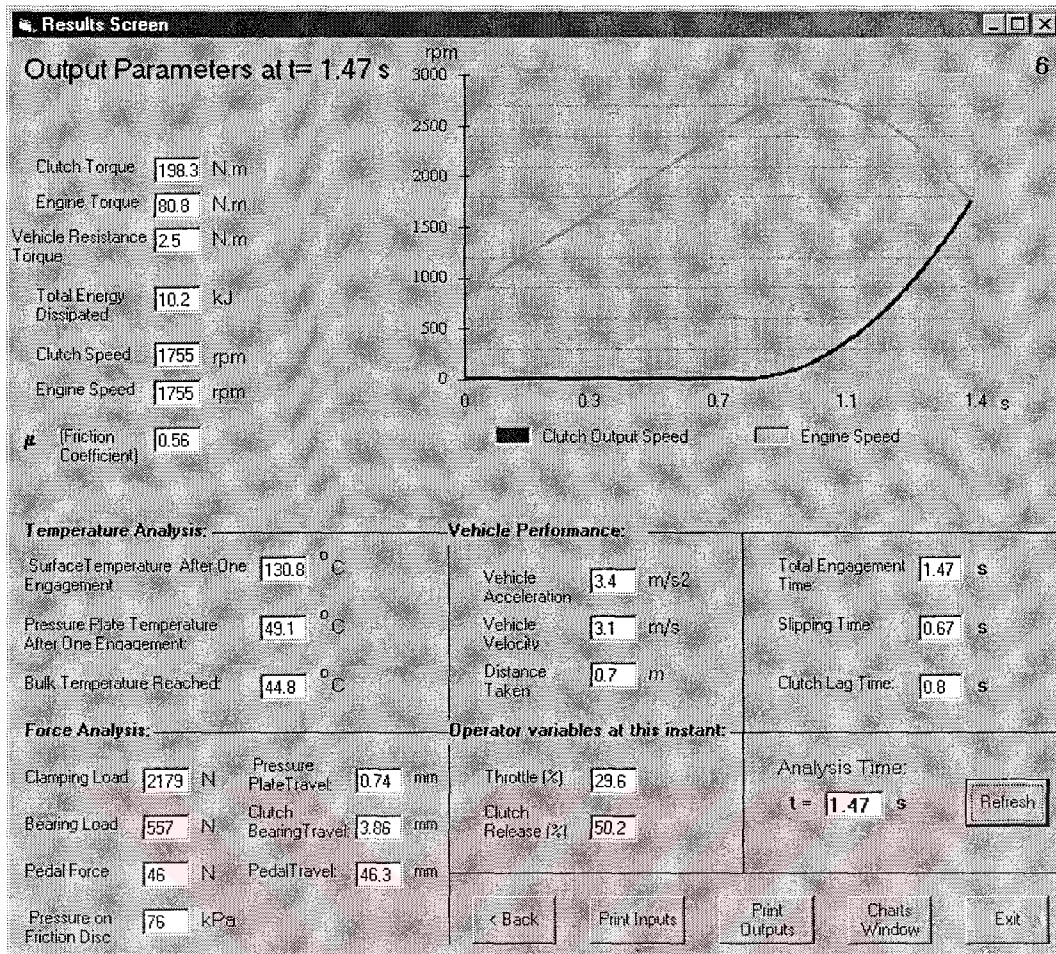 Results Screen
Output Parameters at t= 1.47 s
6
Clutch Torque 198.3 N.m
Engine Torque 80.8 N.m
Vehicle Resistance Torque 2.5 N.m
Total Energy Dissipated 10.2 kJ
Clutch Speed 1755 rpm
Engine Speed 1755 rpm
μ (Friction Coefficient) 0.56
rpm
3000
2500
2000
1500
1000
500
0
0 0.3 0.7 1.1 1.4 s
Clutch Output Speed Engine Speed
Temperature Analysis:
SurfaceTemperature After One Engagement 130.8 °C
Pressure Plate Temperature After One Engagement: 49.1 °C
Bulk Temperature Reached: 44.8 °C
Vehicle Performance:
Vehicle Acceleration 3.4 m/s2
Vehicle Velocity 3.1 m/s
Distance Taken 0.7 m
Total Engagement Time: 1.47 s
Slipping Time: 0.67 s
Clutch Lag Time: 0.8 s
Force Analysis:
Clamping Load 2179 N
Bearing Load 557 N
Pedal Force 46 N
Pressure on Friction Disc 76 kPa
Pressure PlateTravel: 0.74 mm
Clutch BearingTravel: 3.86 mm
PedalTravel: 46.3 mm
Operator variables at this instant:
Throttle (%) 29.6
Clutch Release (%) 50.2
Analysis Time:
t = 1.47 s
Refresh
< Back
Print Inputs
Print Outputs
Charts Window
Exit